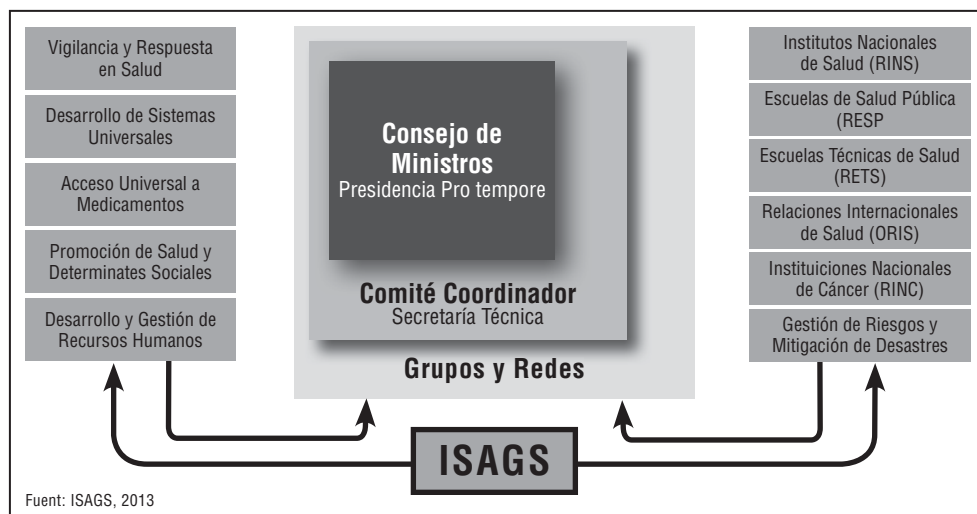 Vigilancia y Respuesta
en Salud
Desarrollo de Sistemas
Universales
Acceso Universal a
Medicamentos
Promoción de Salud y
Determinates Sociales
Desarrollo y Gestión de
Recursos Humanos
Consejo de
Ministros
Presidencia Pro tempore
Comité Coordinador
Secretaría Técnica
Grupos y Redes
Institutos Nacionales
de Salud (RINS)
Escuelas de Salud Pública
(RESP
Escuelas Técnicas de Salud
(RETS)
Relaciones Internacionales
de Salud (ORIS)
Instituiciones Nacionales
de Cáncer (RINC)
Gestión de Riesgos y
Mitigación de Desastres
ISAGS
Fuent: ISAGS, 2013